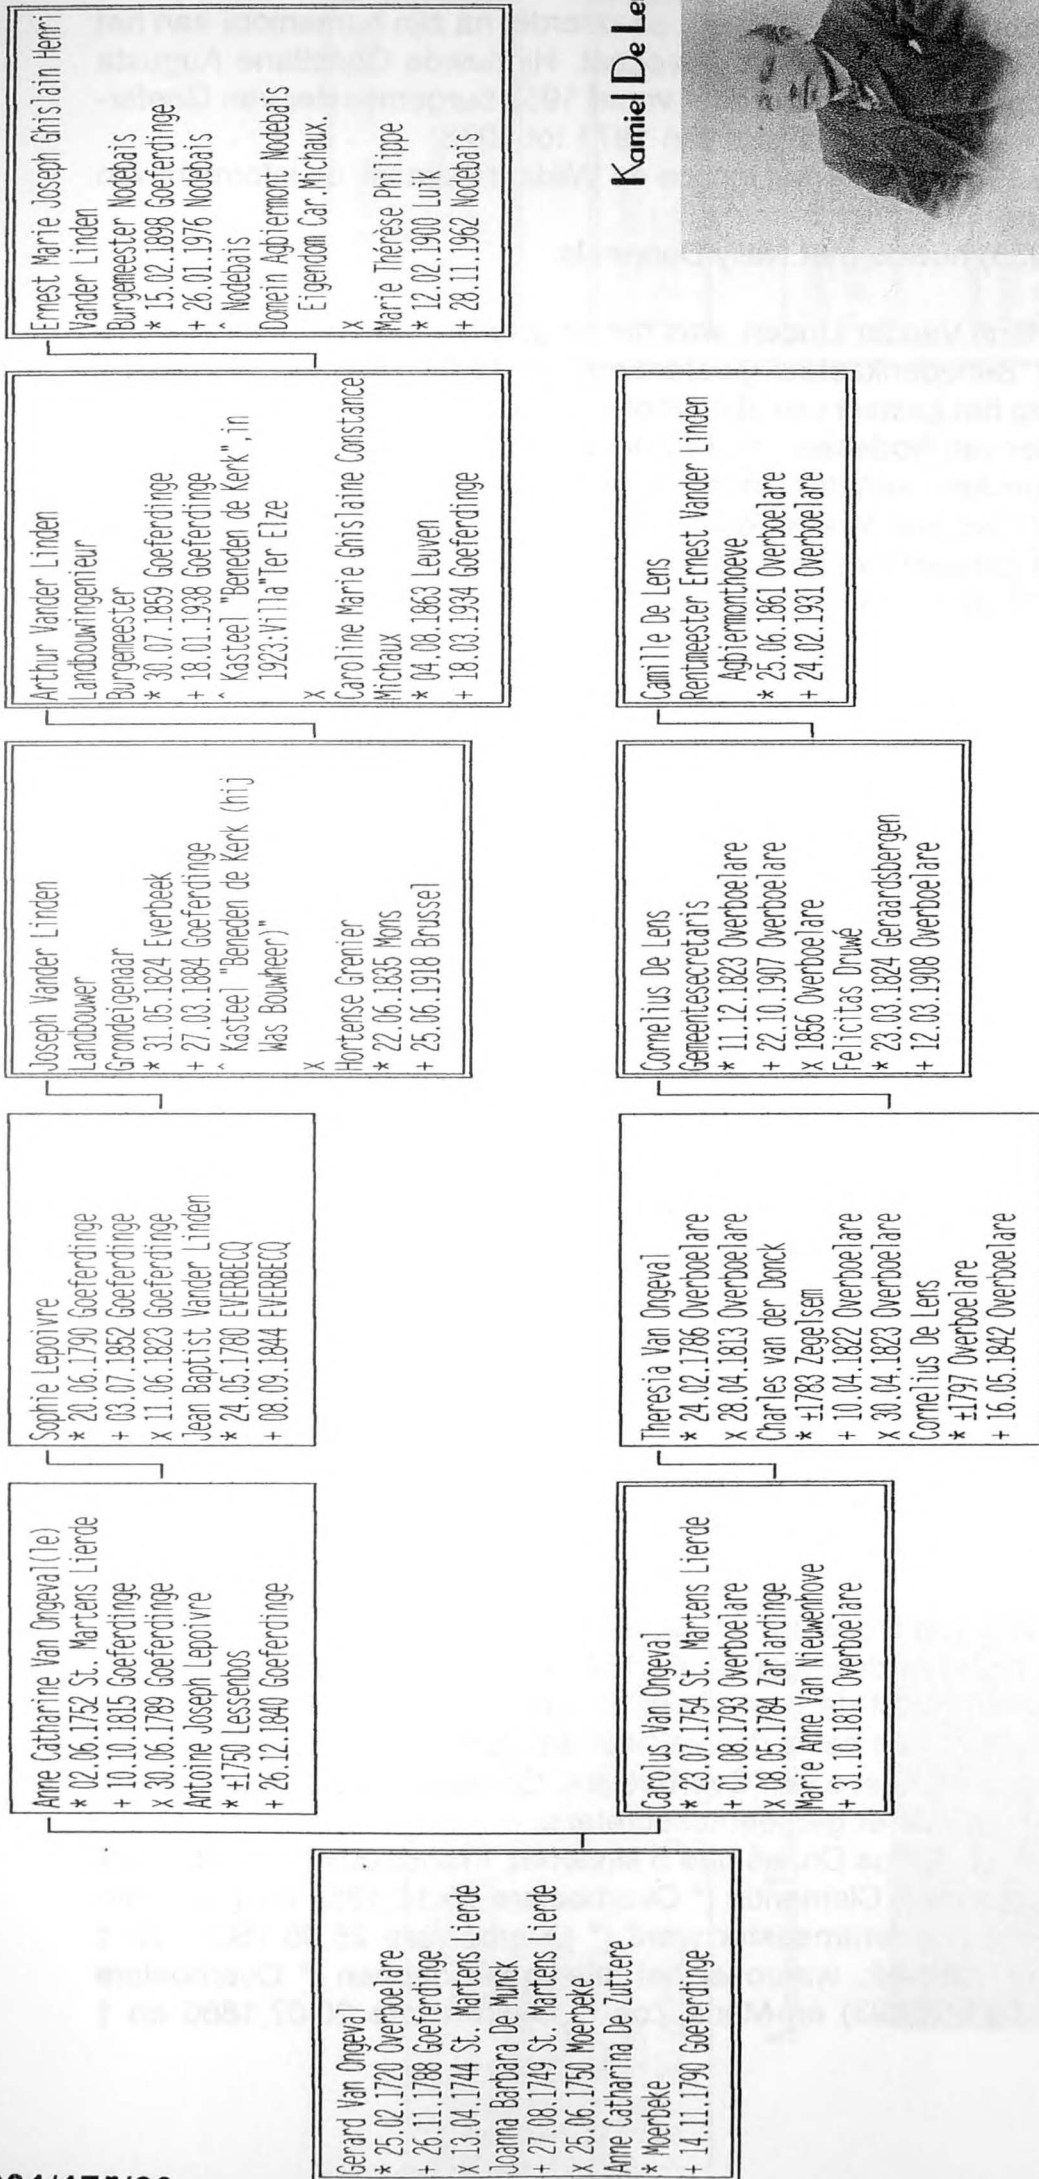 Gerard Van Ongeval
* 25.02.1720 Overboelare
+ 26.11.1788 Goeferdinge
x 13.04.1744 St. Martens Lierde
Joanna Barbara De Munck
+ 27.08.1749 St. Martens Lierde
x 25.06.1750 Moerbeke
Anne Catharina De Zuttere
* Moerbeke
+ 14.11.1790 Goeferdinge
Anne Catharine Van Ongeval(le)
* 02.06.1752 St. Martens Lierde
+ 10.10.1815 Goeferdinge
x 30.06.1789 Goeferdinge
Antoine Joseph Lepoivre
* ±1750 Lessenbos
+ 26.12.1840 Goeferdinge
Sophie Lepoivre
* 20.06.1790 Goeferdinge
+ 03.07.1852 Goeferdinge
x 11.06.1823 Goeferdinge
Jean Baptist Vander Linden
* 24.05.1780 EVERBECQ
+ 08.09.1844 EVERBECQ
Joseph Vander Linden
Landbouwer
Grondeigenaar
* 31.05.1824 Everbeek
+ 27.03.1884 Goeferdinge
^ Kasteel "Beneden de Kerk (hij
Was Bouwheer)"
X
Hortense Grenier
* 22.06.1835 Mons
+ 25.06.1918 Brussel
Arthur Vander Linden
Landbouwingenieur
Burgemeester
* 30.07.1859 Goeferdinge
+ 18.01.1938 Goeferdinge
^ Kasteel "Beneden de Kerk", in
1923:Villa"Ter Elze
X
Caroline Marie Ghislaine Constance
Michaux
* 04.08.1863 Leuven
+ 18.03.1934 Goeferdinge
Ernest Marie Joseph Ghislain Henri
Vander Linden
Burgemeester Nodebais
* 15.02.1898 Goeferdinge
+ 26.01.1976 Nodebais
^ Nodebais
Domein Agbiermont Nodebais
Eigendom Car.Michaux.
X
Marie Thérèse Philippe
* 12.02.1900 Luik
+ 28.11.1962 Nodebais
Carolus Van Ongeval
* 23.07.1754 St. Martens Lierde
+ 01.08.1793 Overboelare
x 08.05.1784 Zarlardinge
Marie Anne Van Nieuwenhove
+ 31.10.1811 Overboelare
Theresia Van Ongeval
* 24.02.1786 Overboelare
x 28.04.1813 Overboelare
Charles van der Donck
* ±1783 Zegelsem
+ 10.04.1822 Overboelare
x 30.04.1823 Overboelare
Cornelius De Lens
* ±1797 Overboelare
+ 16.05.1842 Overboelare
Cornelius De Lens
Gemeentesecretaris
* 11.12.1823 Overboelare
+ 22.10.1907 Overboelare
x 1856 Overboelare
Felicitas Druwé
* 23.03.1824 Geraardsbergen
+ 12.03.1908 Overboelare
Camille De Lens
Rentmeester Ernest Vander Linden
Agbiermonthoeve
* 25.06.1861 Overboelare
+ 24.02.1931 Overboelare
Kamiel De Le